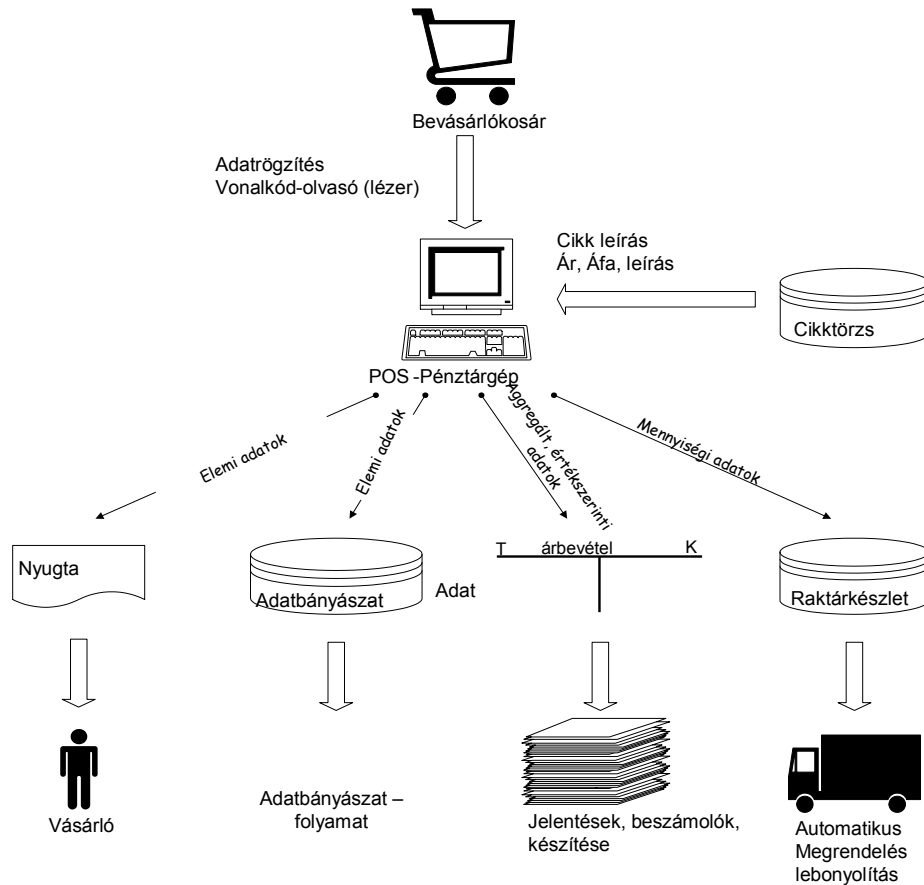 Bevásárlókosár
Adatrögzítés
Vonalkód-olvasó (lézer)
Cikk leírás
Ár, Áfa, leírás
Cikktörzs
POS -Pénztárgép
Elemi adatok
Elemi adatok
Aggregált, értékszerinti
adatok
Mennyiségi adatok
Nyugta
Adatbányászat
Adat
T árbevétel K
Raktárkészlet
Vásárló
Adatbányászat –
folyamat
Jelentések, beszámolók,
készítése
Automatikus
Megrendelés
lebonyolítás